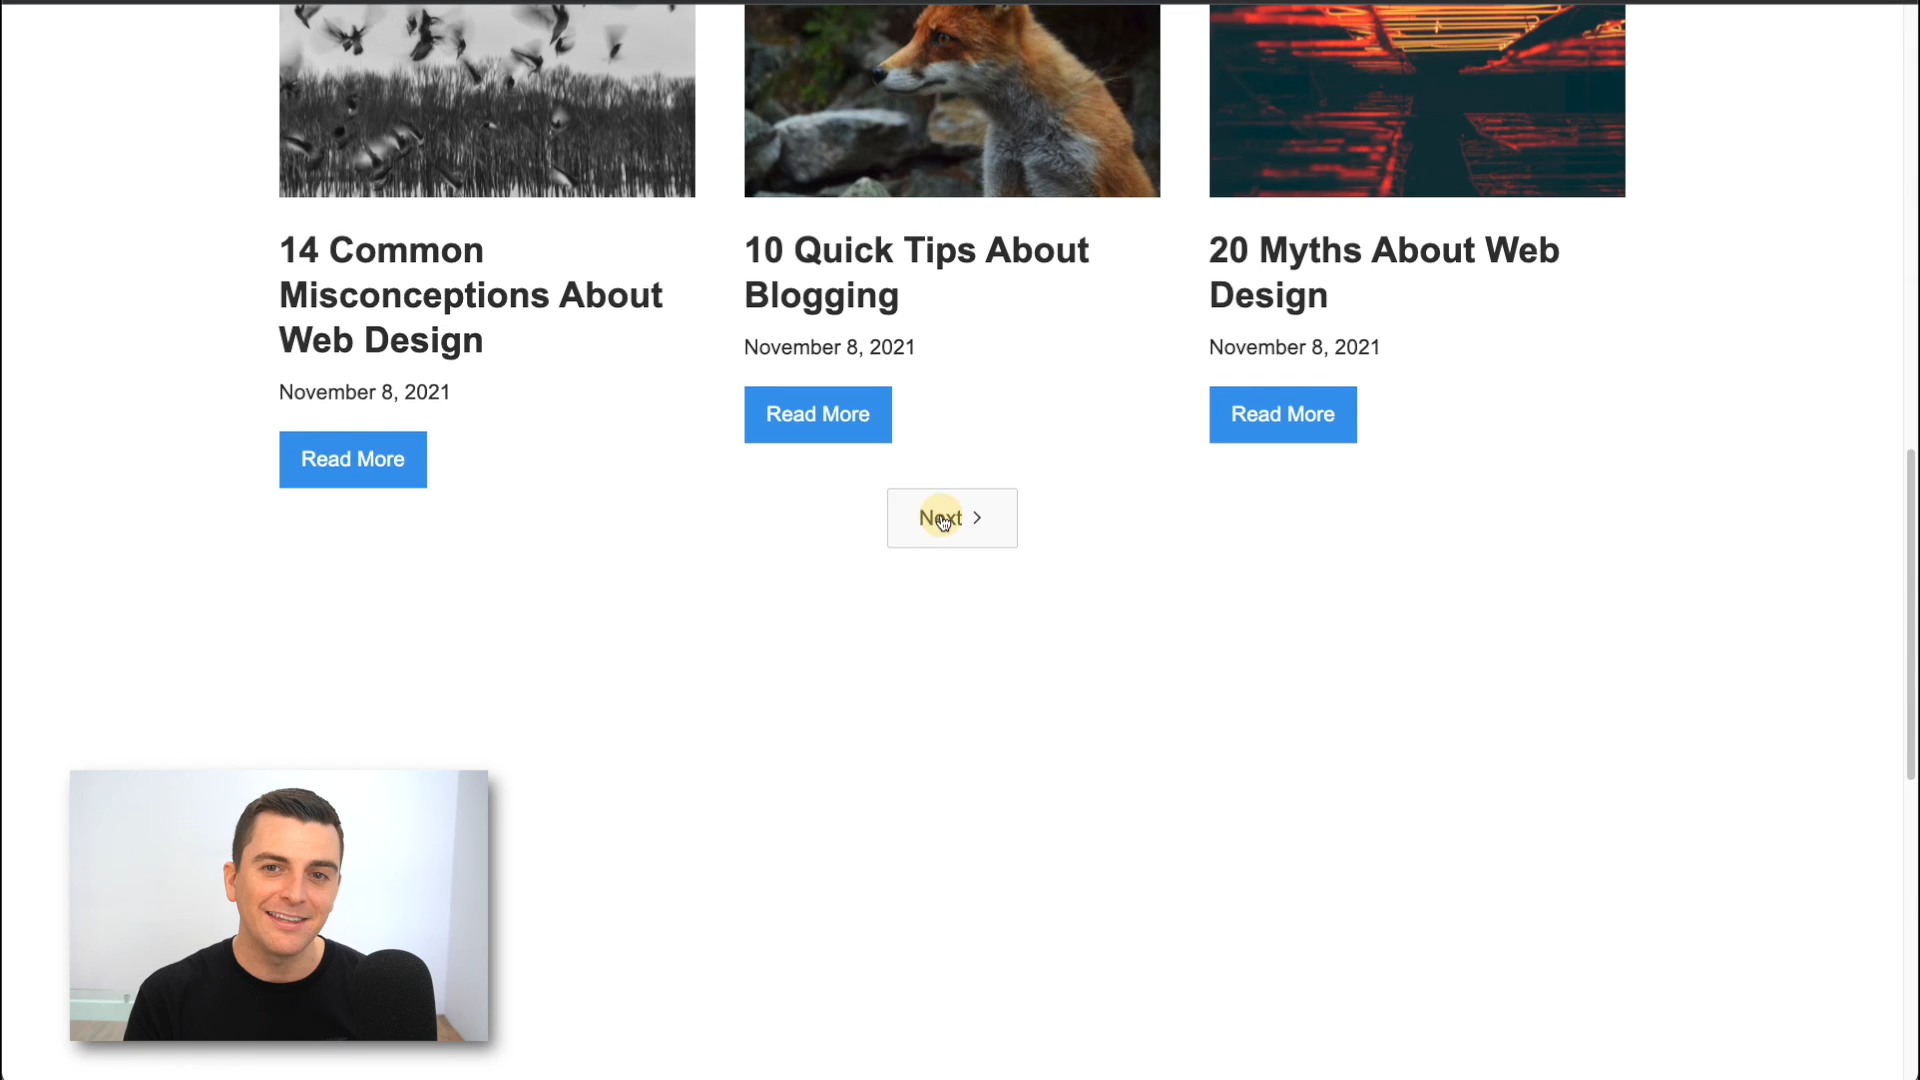 14 Common
Misconceptions About
Web Design
November 8, 2021
Read More
10 Quick Tips About
Blogging
November 8, 2021
Read More
20 Myths About Web
Design
November 8, 2021
Read More
Next